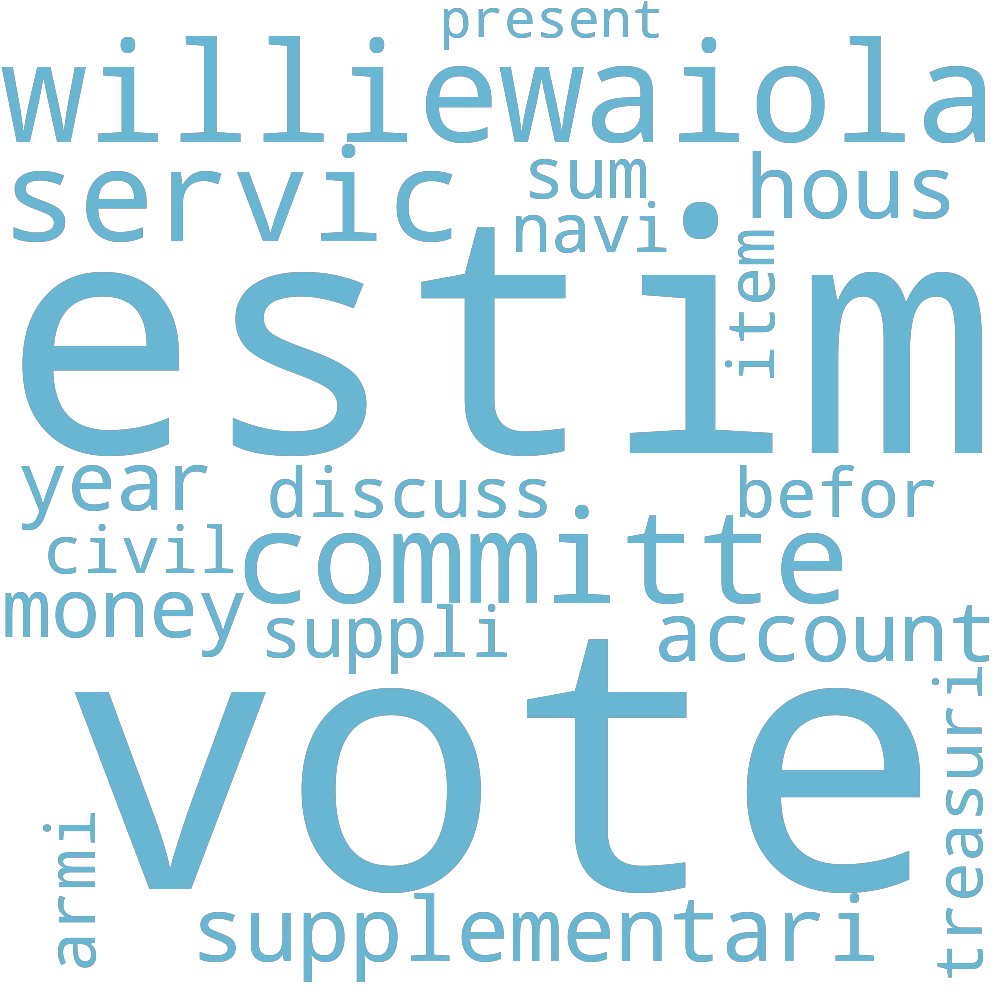 present
williewaiola
servic
sum
hous
navi
estim
item
year
discuss
befor
civil
committe
money
suppli
account
vote
treasuri
armi
supplementari